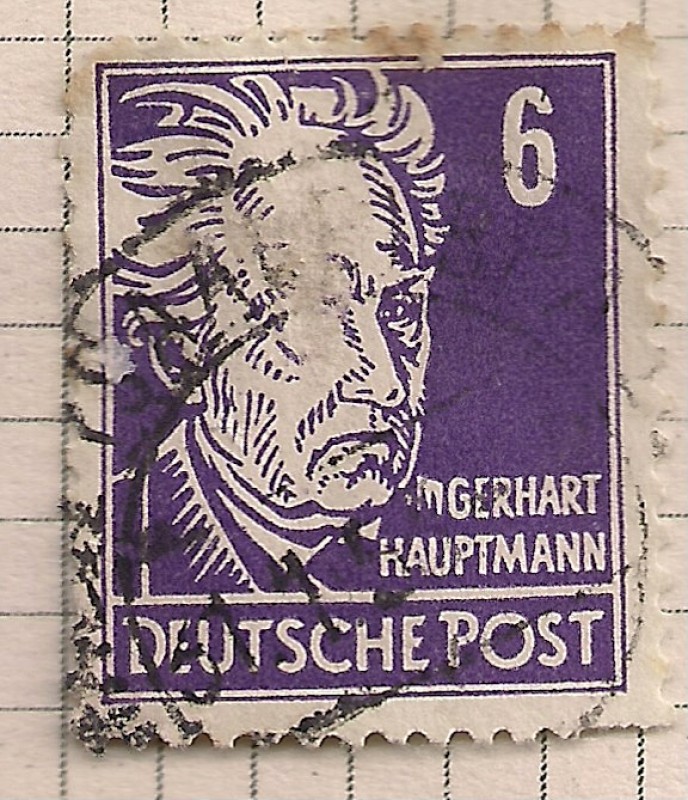 6
GERHART
HAUPTMANN
DEUTSCHE POST